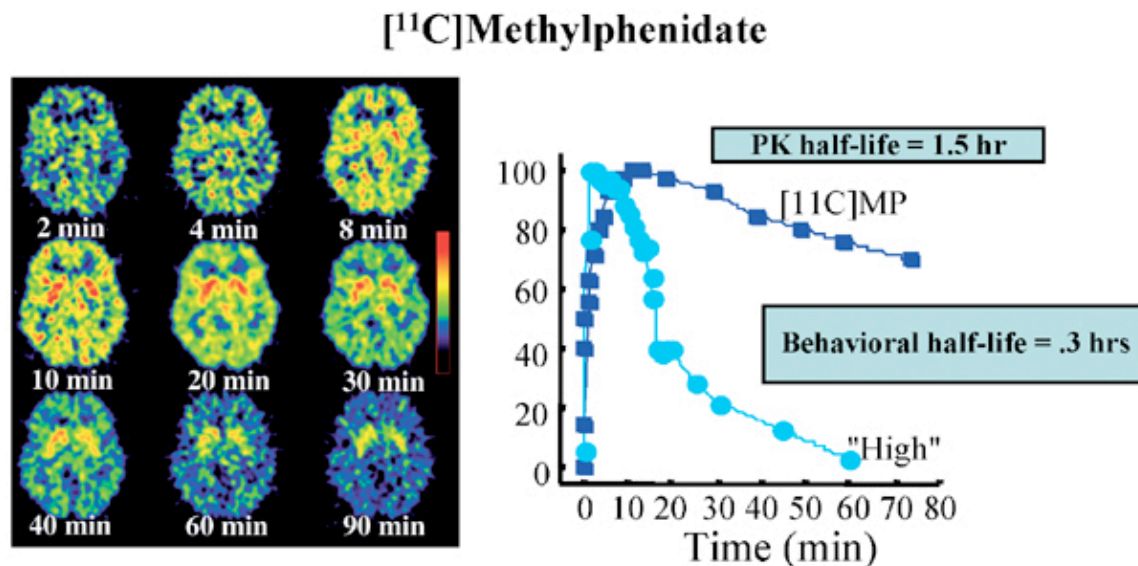 [¹¹C]Methylphenidate
2 min
4 min
8 min
10 min
20 min
30 min
40 min
60 min
90 min
PK half-life = 1.5 hr
[11C]MP
Behavioral half-life = .3 hrs
"High"
100
80
60
40
20
0
0 10 20 30 40 50 60 70 80
Time (min)